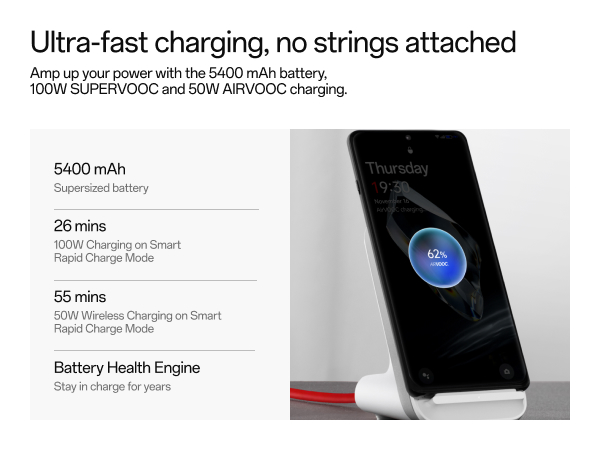 Ultra-fast charging, no strings attached
Amp up your power with the 5400 mAh battery,
100W SUPERVOOC and 50W AIRVOOC charging.
5400 mAh
Supersized battery
26 mins
100W Charging on Smart
Rapid Charge Mode
55 mins
50W Wireless Charging on Smart
Rapid Charge Mode
Battery Health Engine
Stay in charge for years
Thursday
19:30
62%
AIRVOOC